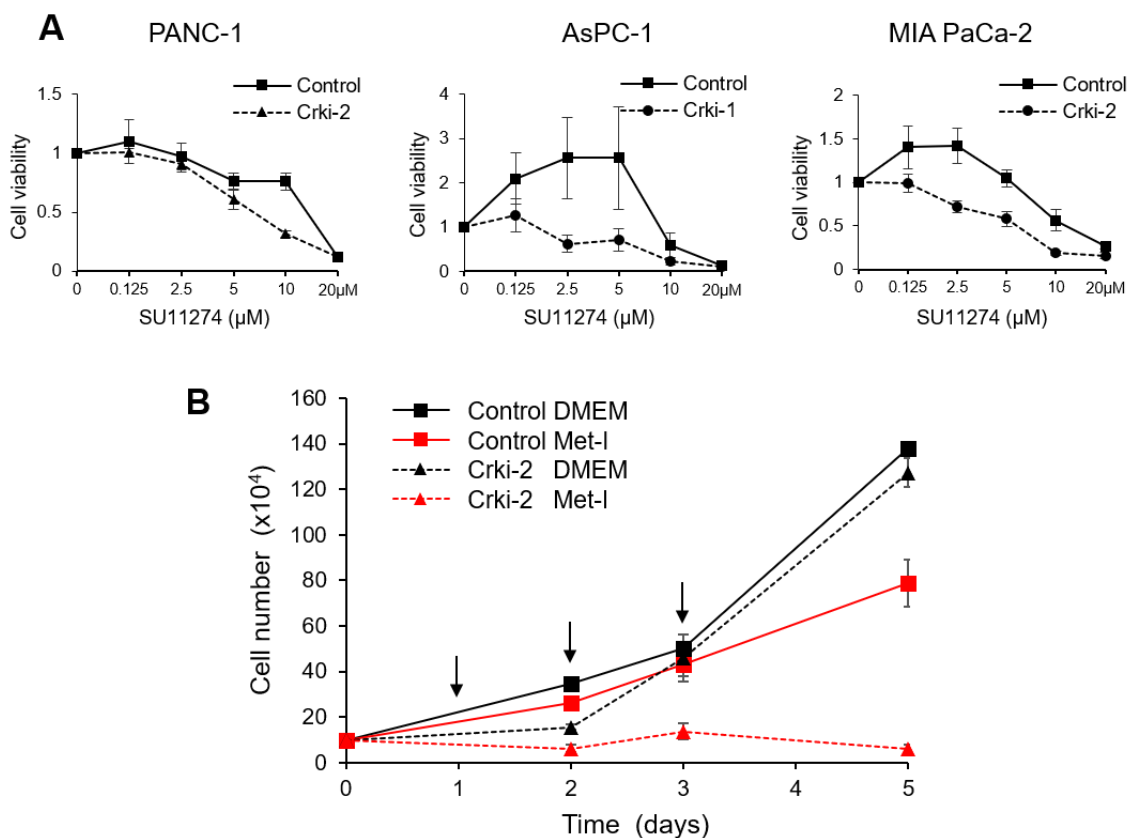 A
PANC-1
AsPC-1
MIA PaCa-2
Control
Crki-2
1.5
1
0.5
0
Cell viability
0 0.125 2.5 5 10 20µM
SU11274 (µM)
Control
Crki-1
4
3
2
1
0
Cell viability
0 0.125 2.5 5 10 20µM
SU11274 (µM)
Control
Crki-2
2
1.5
1
0.5
0
Cell viability
0 0.125 2.5 5 10 20µM
SU11274 (µM)
B
Control DMEM
Control Met-I
Crki-2 DMEM
Crki-2 Met-I
160
140
120
100
80
60
40
20
0
Cell number (x10⁴)
0 1 2 3 4 5
Time (days)